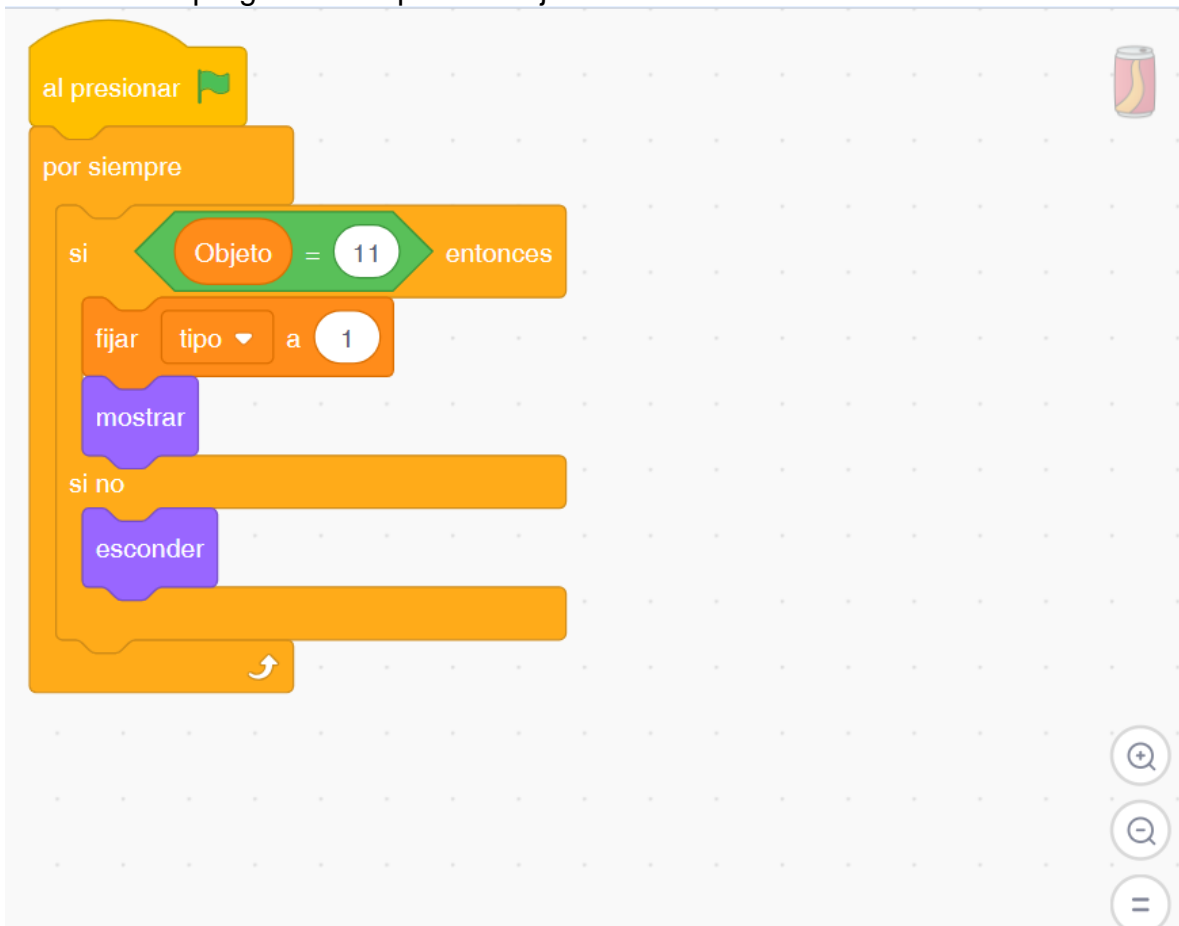 al presionar
por siempre
si Objeto = 11 entonces
fijar tipo a 1
mostrar
si no
esconder